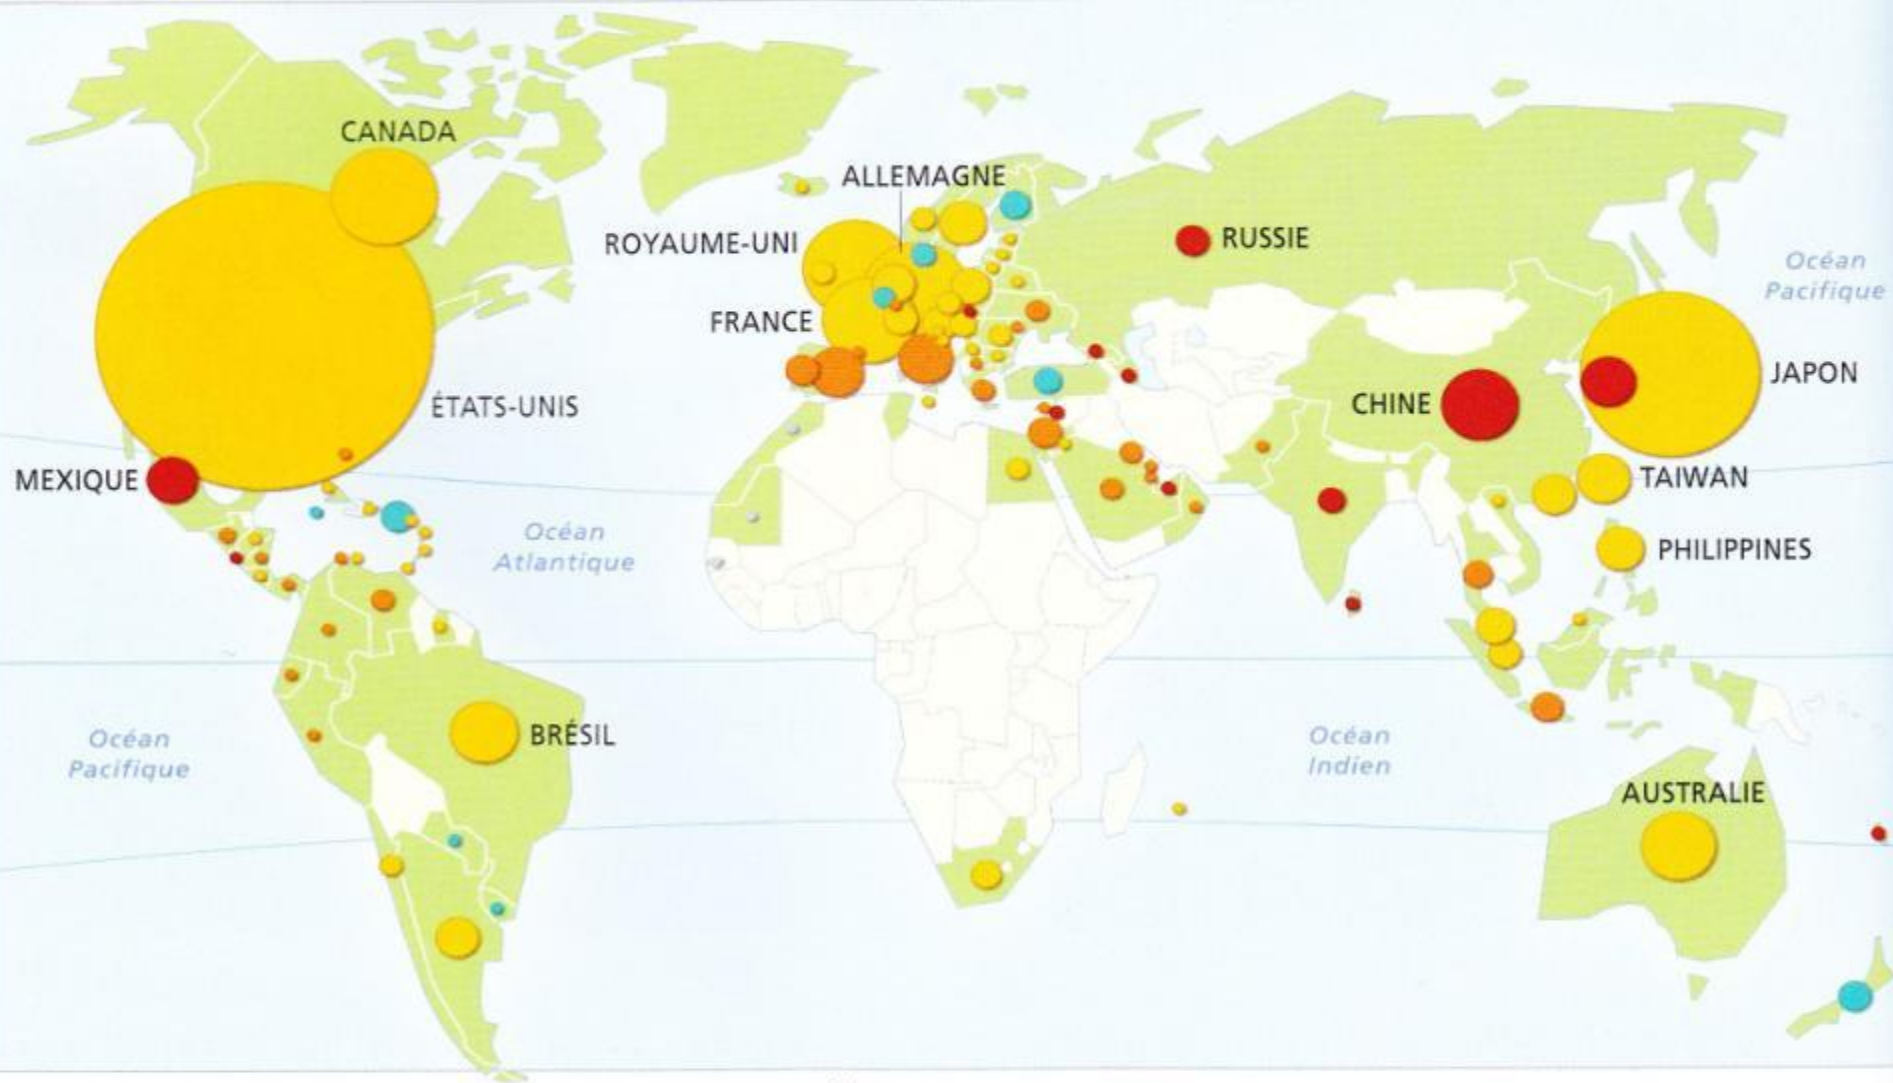 CANADA
ALLEMAGNE
ROYAUME-UNI
RUSSIE
Océan
Pacifique
FRANCE
JAPON
ÉTATS-UNIS
CHINE
MEXIQUE
TAIWAN
Océan
Atlantique
PHILIPPINES
BRÉSIL
Océan
Pacifique
Océan
Indien
AUSTRALIE